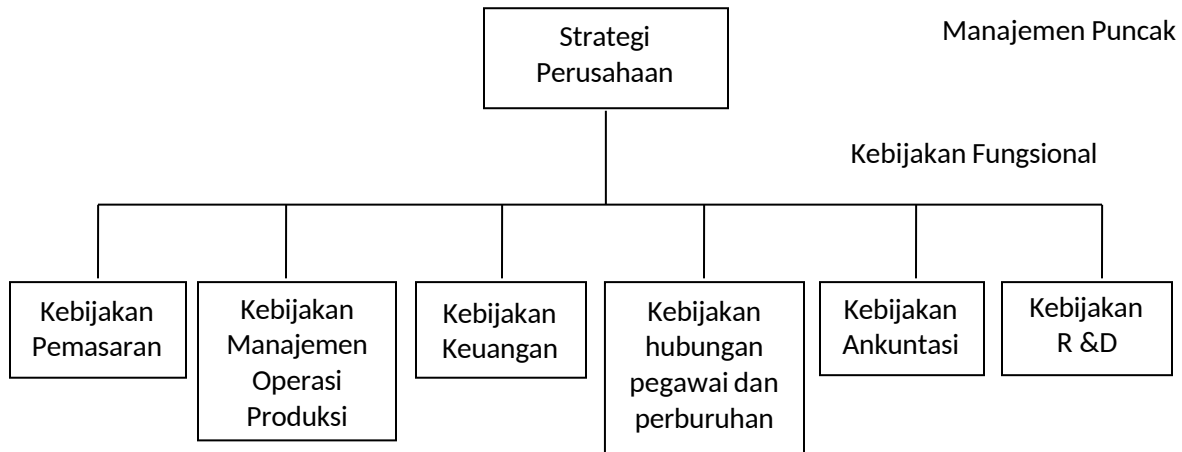 Strategi
Perusahaan
Manajemen Puncak
Kebijakan Fungsional
Kebijakan
Pemasaran
Kebijakan
Manajemen
Operasi
Produksi
Kebijakan
Keuangan
Kebijakan
hubungan
pegawai dan
perburuhan
Kebijakan
Ankuntasi
Kebijakan
R &D